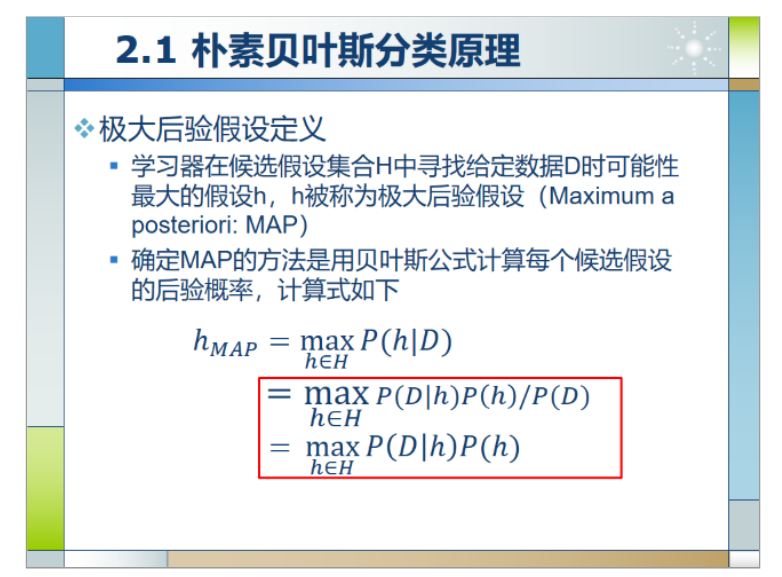 2.1 朴素贝叶斯分类原理
极大后验假设定义
学习器在候选假设集合H中寻找给定数据D时可能性
最大的假设h，h被称为极大后验假设（Maximum a
posteriori: MAP）
确定MAP的方法是用贝叶斯公式计算每个候选假设
的后验概率，计算式如下
h_{MAP} = max_{h∈H} P(h|D)
= max_{h∈H} P(D|h)P(h)/P(D)
= max_{h∈H} P(D|h)P(h)